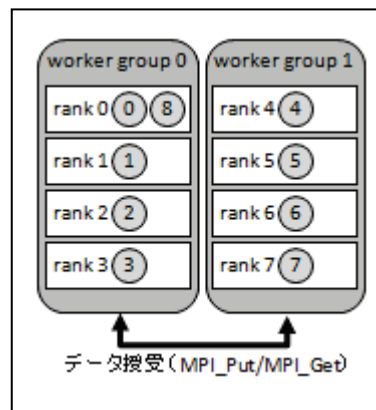 worker group 0
rank 0 0 8
rank 1 1
rank 2 2
rank 3 3
worker group 1
rank 4 4
rank 5 5
rank 6 6
rank 7 7
データ授受(MPI_Put/MPI_Get)